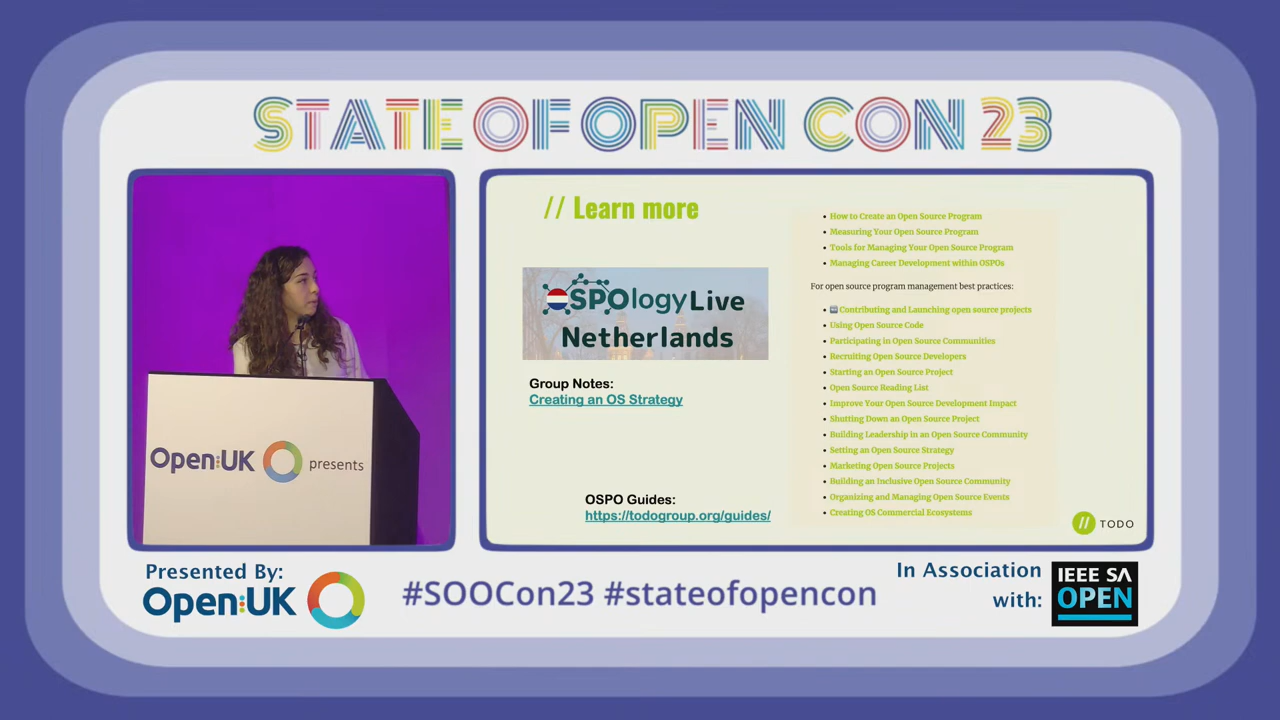 STATE OF OPEN CON 23
Open:UK presents
// Learn more
OSPOlogy Live
Netherlands
Group Notes:
Creating an OS Strategy
OSPO Guides:
https://todogroup.org/guides/
• How to Create an Open Source Program
• Measuring Your Open Source Program
• Tools for Managing Your Open Source Program
• Managing Career Development within OSPOs
For open source program management best practices:
• Contributing and Launching open source projects
• Using Open Source Code
• Participating in Open Source Communities
• Recruiting Open Source Developers
• Starting an Open Source Project
• Open Source Reading List
• Improve Your Open Source Development Impact
• Shutting Down an Open Source Project
• Building Leadership in an Open Source Community
• Setting an Open Source Strategy
• Marketing Open Source Projects
• Building an Inclusive Open Source Community
• Organizing and Managing Open Source Events
• Creating OS Commercial Ecosystems
// TODO
Presented By:
Open:UK
#SOOCon23 #stateofopencon
In Association
with:
IEEE SA
OPEN